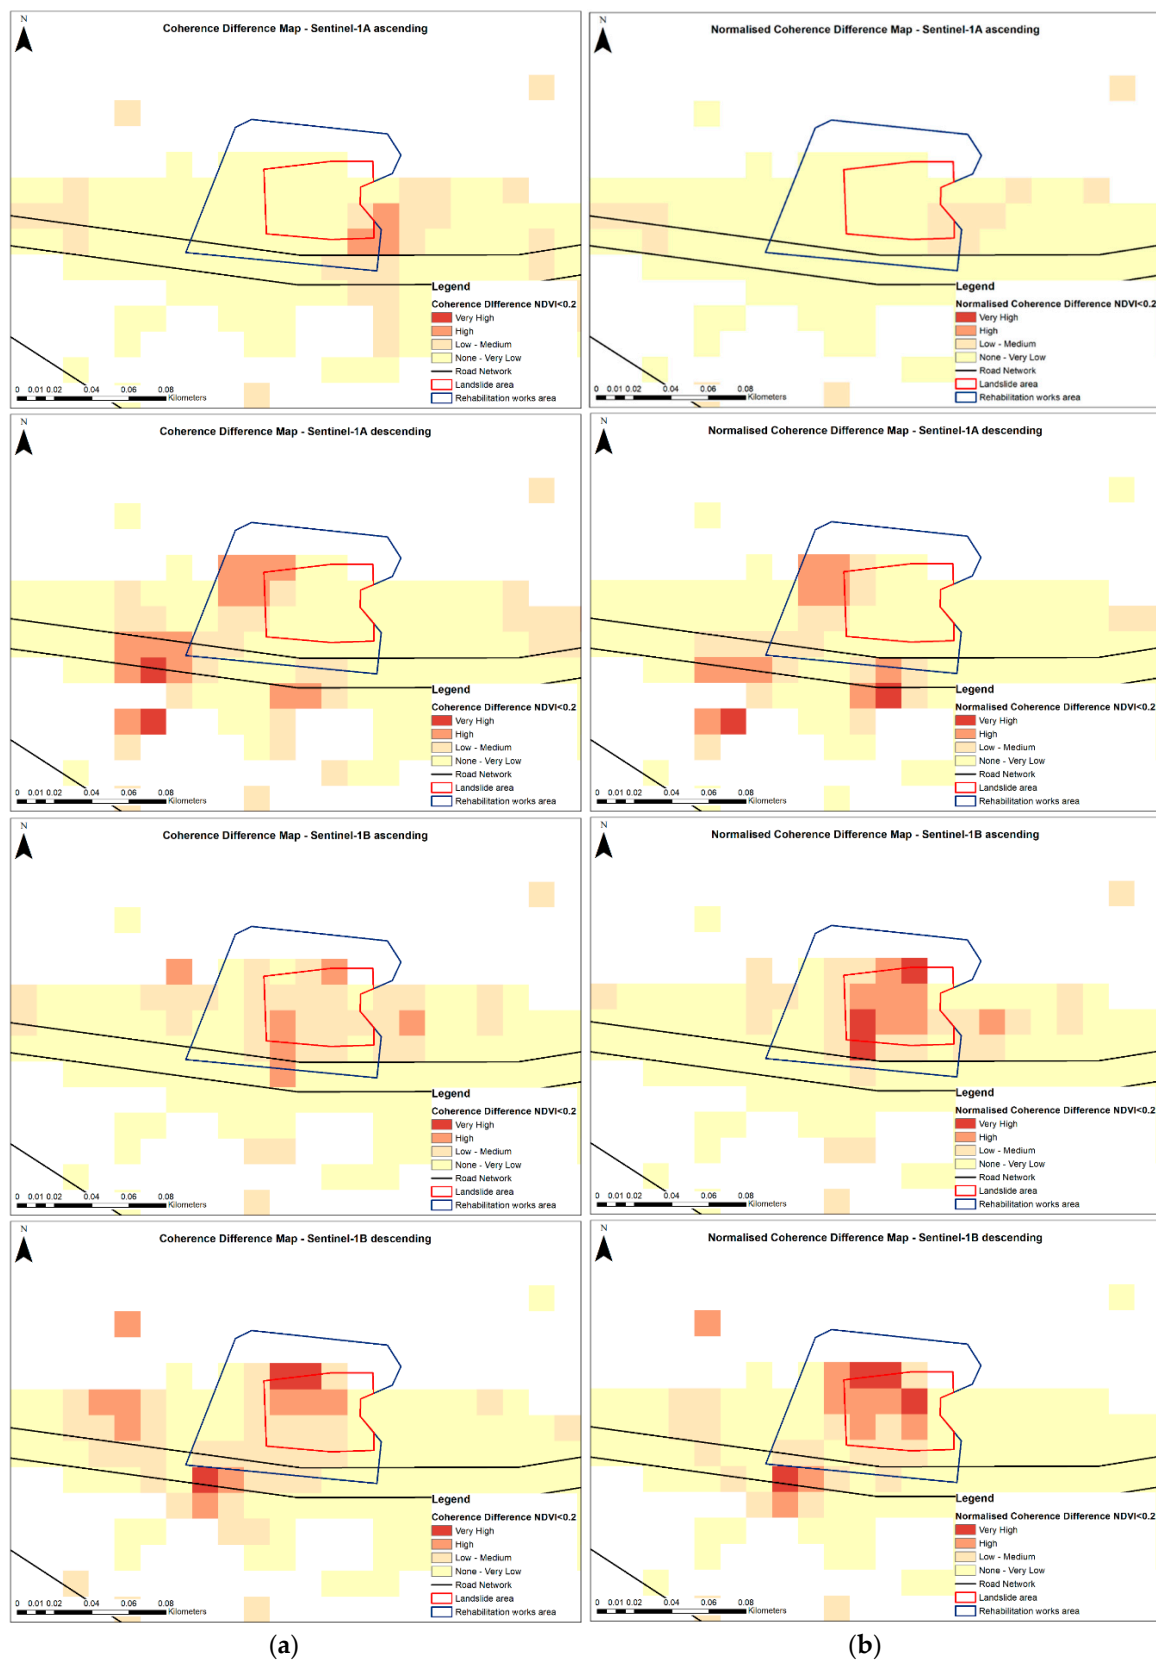 N
Coherence Difference Map - Sentinel-1A ascending
Legend
Coherence Difference NDVI<0.2
Very High
High
Low - Medium
None - Very Low
Road Network
Landslide area
Rehabilitation works area
0 0.01 0.02 0.04 0.06 0.08
Kilometers
N
Normalised Coherence Difference Map - Sentinel-1A ascending
Legend
Normalised Coherence Difference NDVI<0.2
Very High
High
Low - Medium
None - Very Low
Road Network
Landslide area
Rehabilitation works area
0 0.01 0.02 0.04 0.06 0.08
Kilometers
N
Coherence Difference Map - Sentinel-1A descending
Legend
Coherence Difference NDVI<0.2
Very High
High
Low - Medium
None - Very Low
Road Network
Landslide area
Rehabilitation works area
0 0.01 0.02 0.04 0.06 0.08
Kilometers
N
Normalised Coherence Difference Map - Sentinel-1A descending
Legend
Normalised Coherence Difference NDVI<0.2
Very High
High
Low - Medium
None - Very Low
Road Network
Landslide area
Rehabilitation works area
0 0.01 0.02 0.04 0.06 0.08
Kilometers
N
Coherence Difference Map - Sentinel-1B ascending
Legend
Coherence Difference NDVI<0.2
Very High
High
Low - Medium
None - Very Low
Road Network
Landslide area
Rehabilitation works area
0 0.01 0.02 0.04 0.06 0.08
Kilometers
N
Normalised Coherence Difference Map - Sentinel-1B ascending
Legend
Normalised Coherence Difference NDVI<0.2
Very High
High
Low - Medium
None - Very Low
Road Network
Landslide area
Rehabilitation works area
0 0.01 0.02 0.04 0.06 0.08
Kilometers
N
Coherence Difference Map - Sentinel-1B descending
Legend
Coherence Difference NDVI<0.2
Very High
High
Low - Medium
None - Very Low
Road Network
Landslide area
Rehabilitation works area
0 0.01 0.02 0.04 0.06 0.08
Kilometers
N
Normalised Coherence Difference Map - Sentinel-1B descending
Legend
Normalised Coherence Difference NDVI<0.2
Very High
High
Low - Medium
None - Very Low
Road Network
Landslide area
Rehabilitation works area
0 0.01 0.02 0.04 0.06 0.08
Kilometers
(a)
(b)